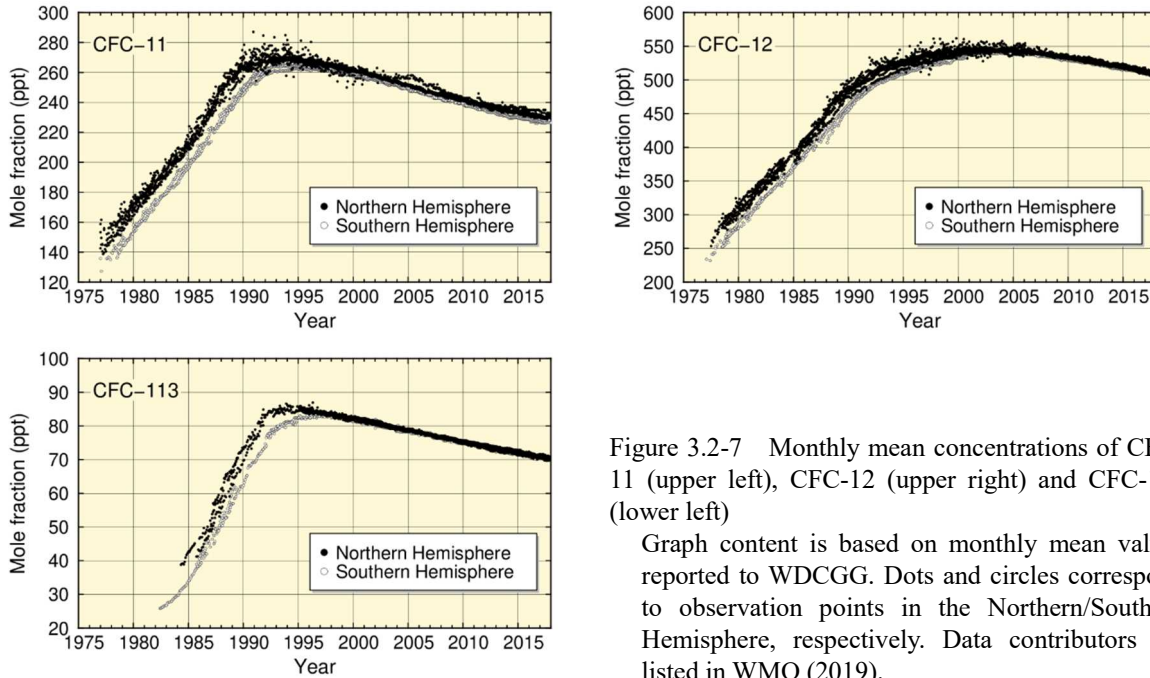 300
280
260
240
220
200
180
160
140
120
Mole fraction (ppt)
CFC-11
Northern Hemisphere
Southern Hemisphere
1975 1980 1985 1990 1995 2000 2005 2010 2015
Year
600
550
500
450
400
350
300
250
200
Mole fraction (ppt)
CFC-12
Northern Hemisphere
Southern Hemisphere
1975 1980 1985 1990 1995 2000 2005 2010 2015
Year
100
90
80
70
60
50
40
30
20
Mole fraction (ppt)
CFC-113
Northern Hemisphere
Southern Hemisphere
1975 1980 1985 1990 1995 2000 2005 2010 2015
Year
Figure 3.2-7 Monthly mean concentrations of
11 (upper left), CFC-12 (upper right) and CFC-
(lower left)
Graph content is based on monthly mean
reported to WDCGG. Dots and circles
to observation points in the
Hemisphere, respectively. Data contributors
listed in WMO (2019).